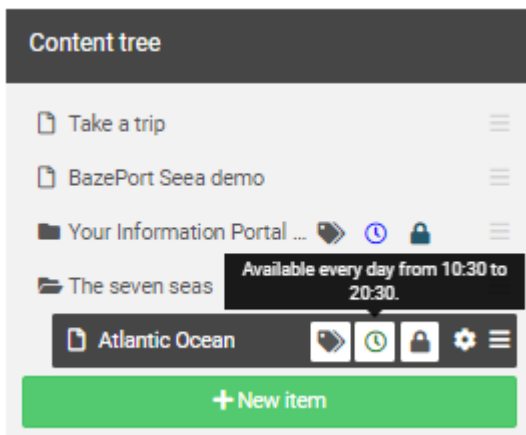 Content tree
Take a trip
BazePort Seea demo
Your Information Portal ...
The seven seas
Available every day from 10:30 to
20:30.
Atlantic Ocean
New item